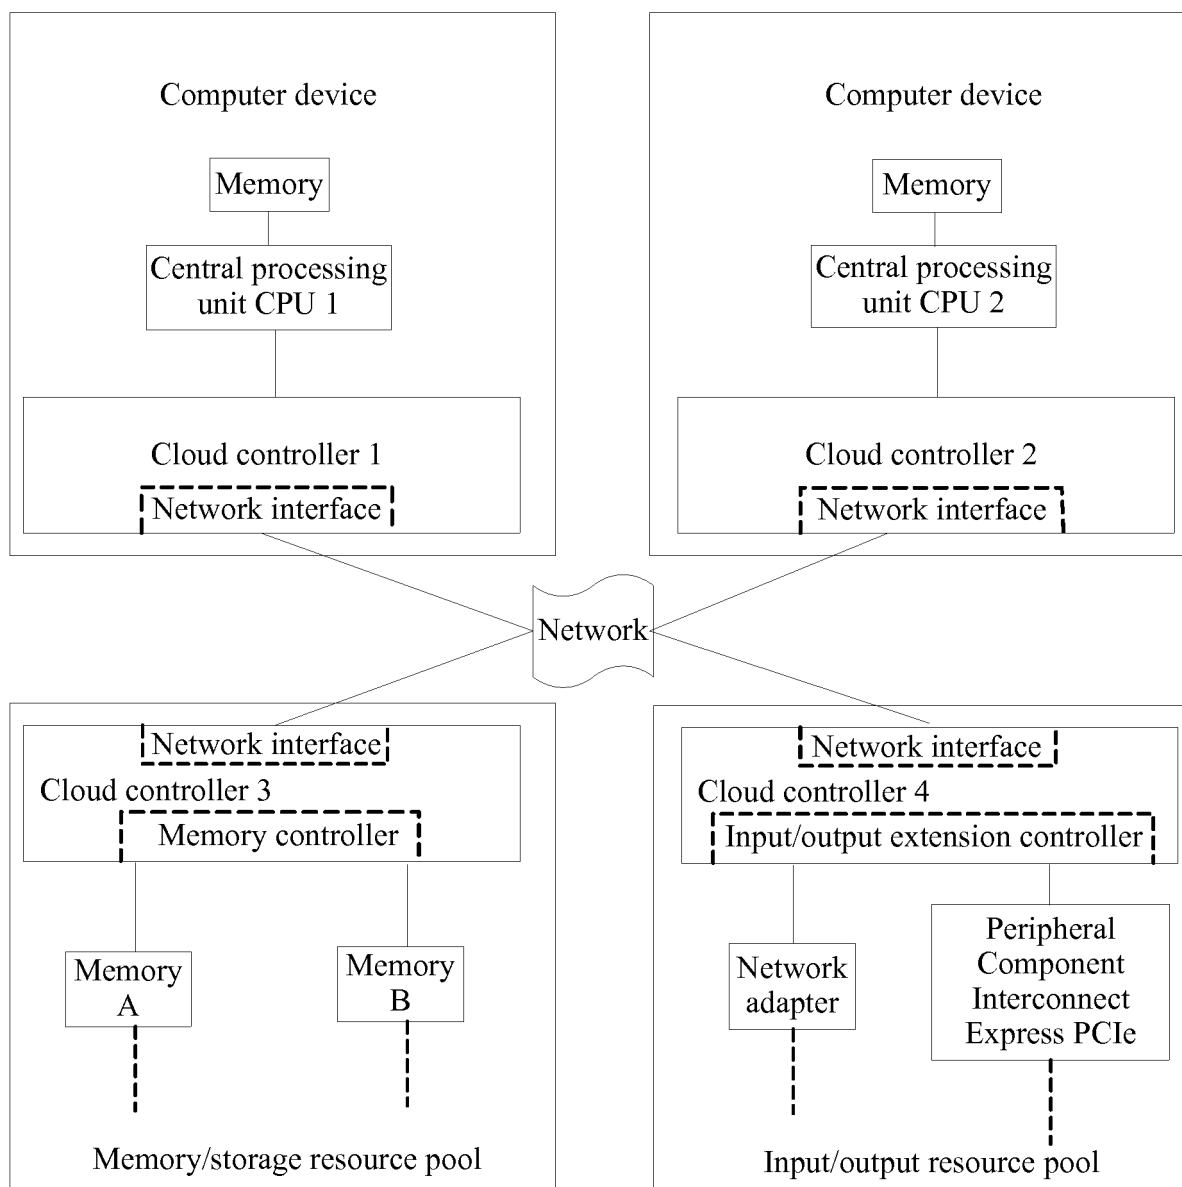 Computer device
Memory
Central processing
unit CPU 1
Cloud controller 1
Network interface
Computer device
Memory
Central processing
unit CPU 2
Cloud controller 2
Network interface
Network
Network interface
Cloud controller 3
Memory controller
Memory
A
Memory
B
Memory/storage resource pool
Network interface
Cloud controller 4
Input/output extension controller
Network
adapter
Peripheral
Component
Interconnect
Express PCIe
Input/output resource pool